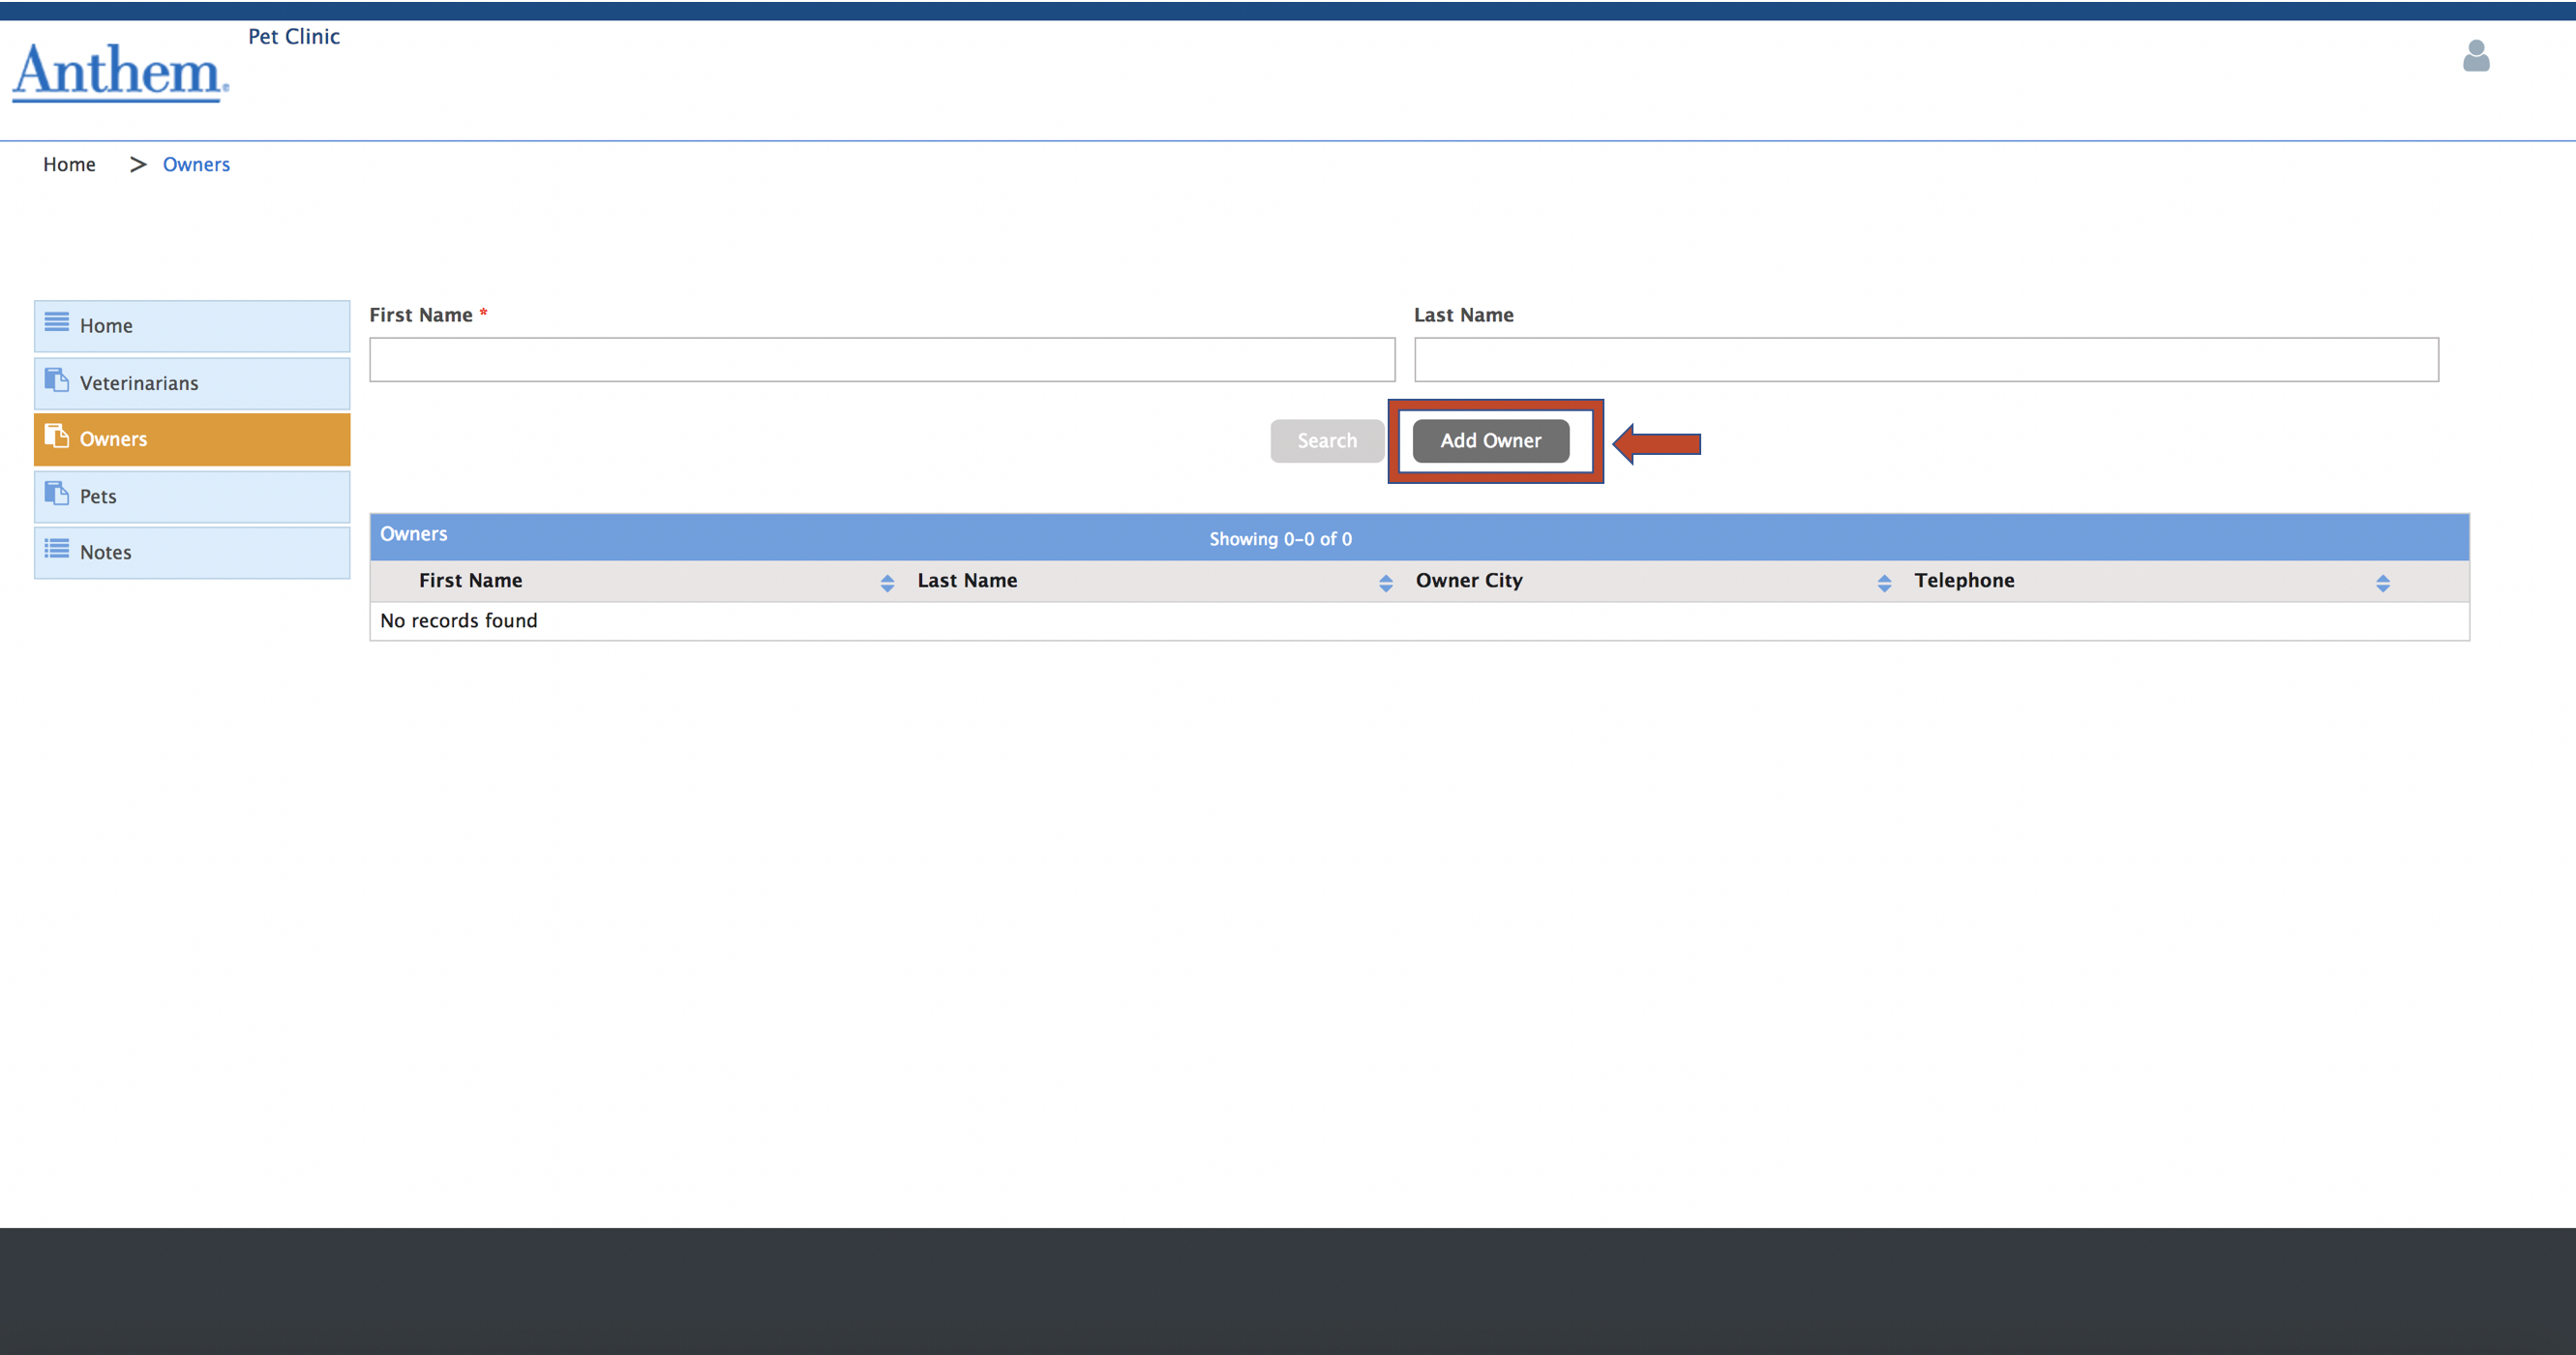 Pet Clinic
Anthem®
Home > Owners
Home
Veterinarians
Owners
Pets
Notes
First Name *
Last Name
Search
Add Owner
Owners
Showing 0-0 of 0
First Name
Last Name
Owner City
Telephone
No records found